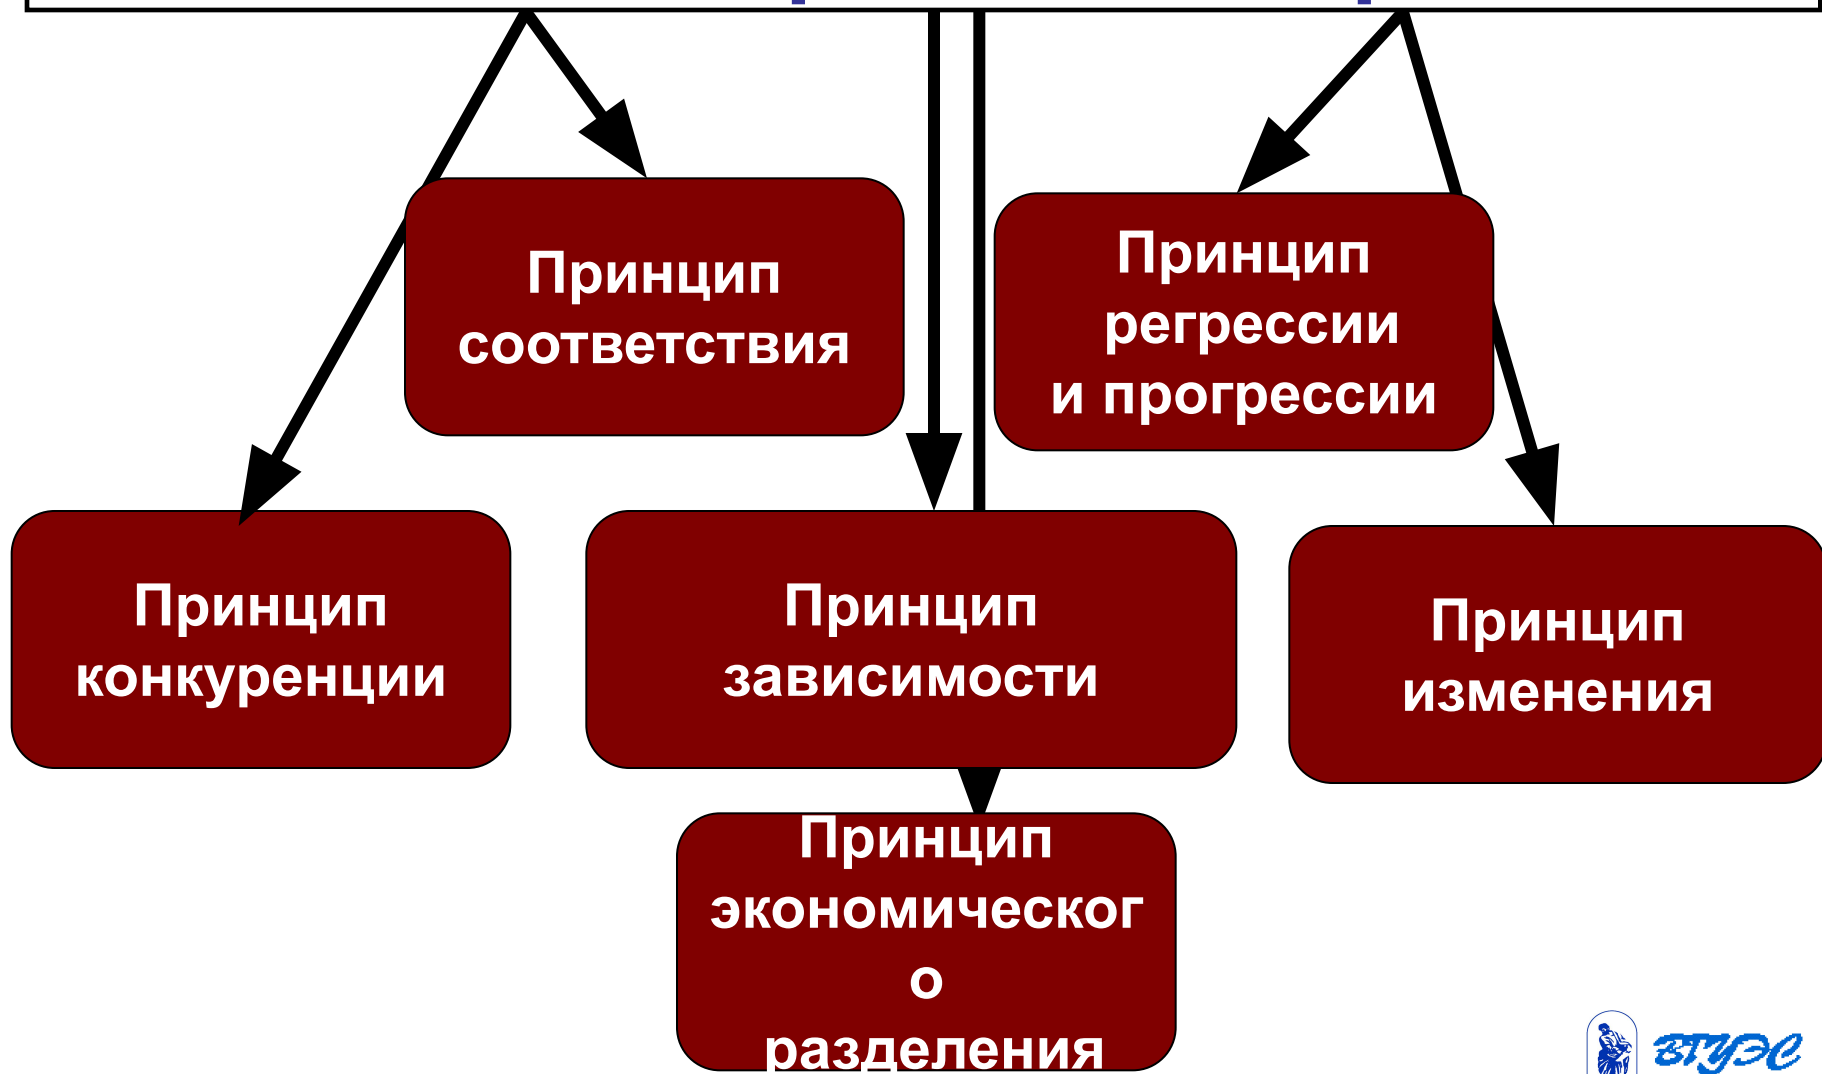 Принцип
соответствия
Принцип
регрессии
и прогрессии
Принцип
конкуренции
Принцип
зависимости
Принцип
изменения
Принцип
экономическог
о
разделения
ВГУЭС